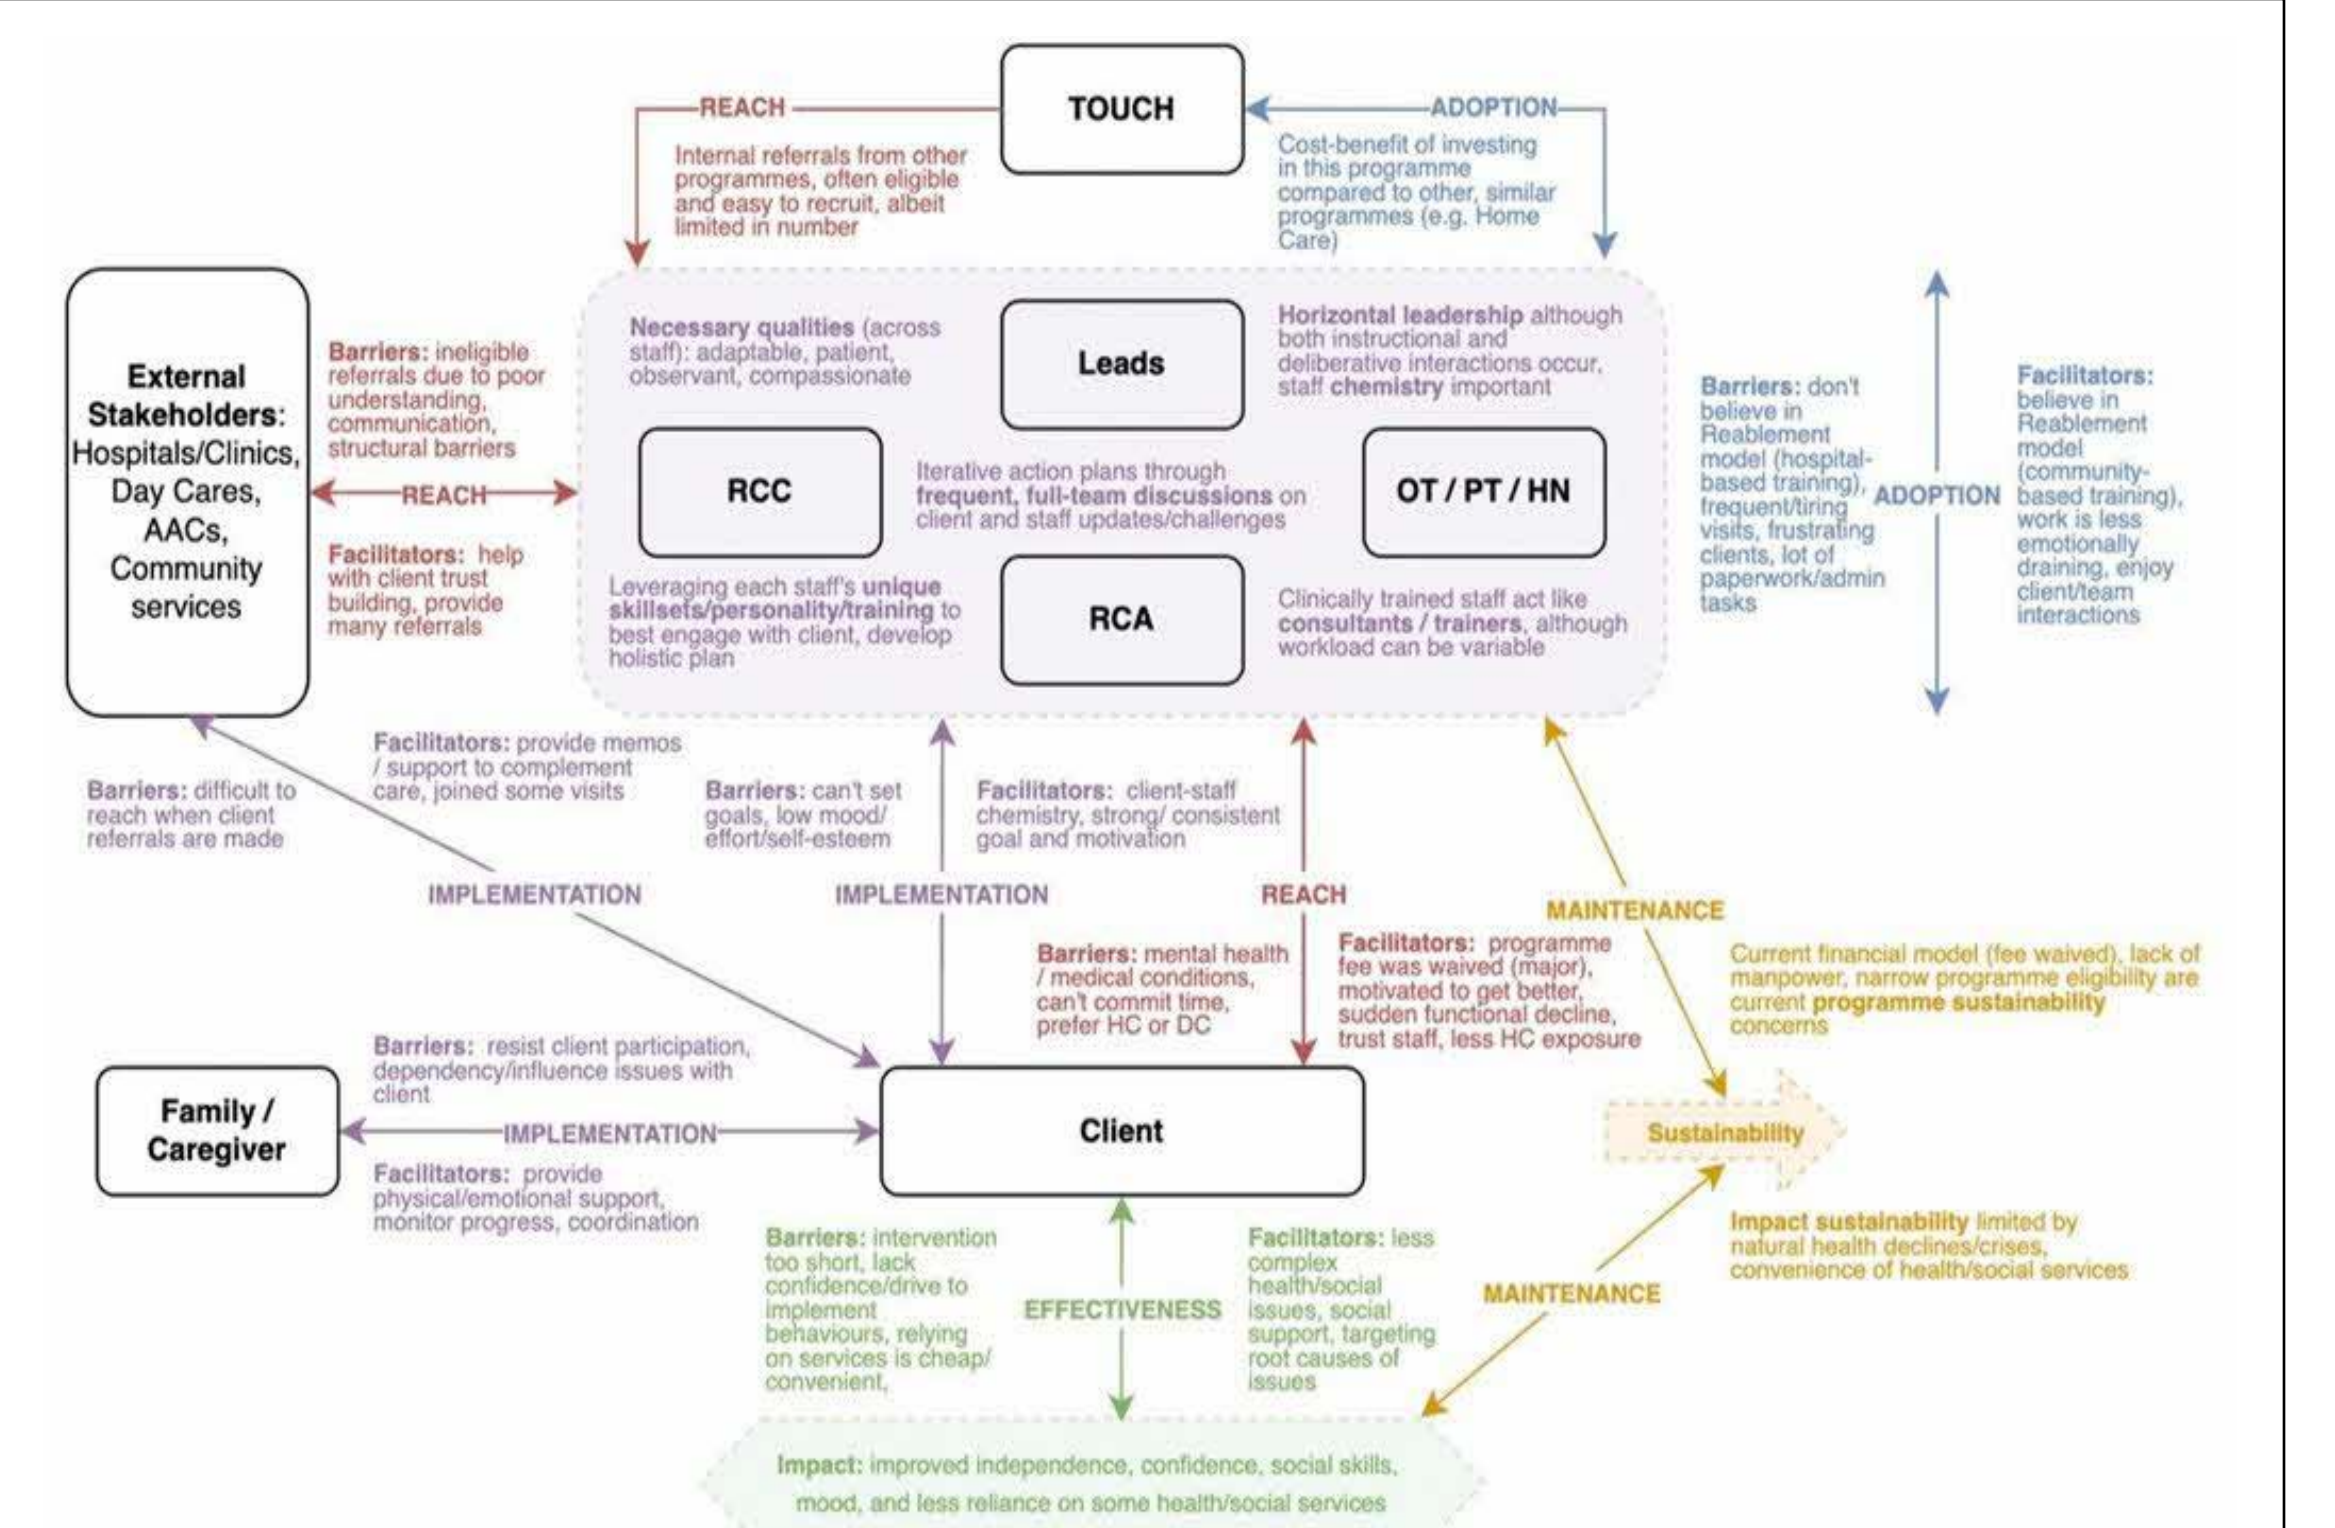 TOUCH
REACH
Internal referrals from other
programmes, often eligible
and easy to recruit, albeit
limited in number
ADOPTION
Cost-benefit of investing
in this programme
compared to other, similar
programmes (e.g. Home
Care)
External
Stakeholders:
Hospitals/Clinics,
Day Cares,
AACs,
Community
services
Barriers: ineligible
referrals due to poor
understanding,
communication,
structural barriers
REACH
Facilitators: help
with client trust
building, provide
many referrals
Necessary qualities (across
staff): adaptable, patient,
observant, compassionate
Leads
Horizontal leadership although
both instructional and
deliberative interactions occur,
staff chemistry important
RCC
Iterative action plans through
frequent, full-team discussions on
client and staff updates/challenges
OT / PT / HN
Leveraging each staff's unique
skillsets/personality/training to
best engage with client, develop
holistic plan
RCA
Clinically trained staff act like
consultants / trainers, although
workload can be variable
Barriers: don't
believe in
Reablement
model (hospital-
based training),
frequent/tiring
visits, frustrating
clients, lot of
paperwork/admin
tasks
ADOPTION
Facilitators:
believe in
Reablement
model
(community-
based training),
work is less
emotionally
draining, enjoy
client/team
interactions
Barriers: difficult to
reach when client
referrals are made
Facilitators: provide memos
/ support to complement
care, joined some visits
IMPLEMENTATION
Barriers: can't set
goals, low mood/
effort/self-esteem
Facilitators: client-staff
chemistry, strong/ consistent
goal and motivation
IMPLEMENTATION
REACH
Barriers: mental health
/ medical conditions,
can't commit time,
prefer HC or DC
Facilitators: programme
fee was waived (major),
motivated to get better,
sudden functional decline,
trust staff, less HC exposure
MAINTENANCE
Current financial model (fee waived), lack of
manpower, narrow programme eligibility are
current programme sustainability
concerns
Family /
Caregiver
Barriers: resist client participation,
dependency/influence issues with
client
IMPLEMENTATION
Facilitators: provide
physical/emotional support,
monitor progress, coordination
Client
Sustainability
Impact sustainability limited by
natural health declines/crises,
convenience of health/social services
MAINTENANCE
Barriers: intervention
too short, lack
confidence/drive to
implement
behaviours, relying
on services is cheap/
convenient,
EFFECTIVENESS
Facilitators: less
complex
health/social
issues, social
support, targeting
root causes of
issues
Impact: improved independence, confidence, social skills,
mood, and less reliance on some health/social services